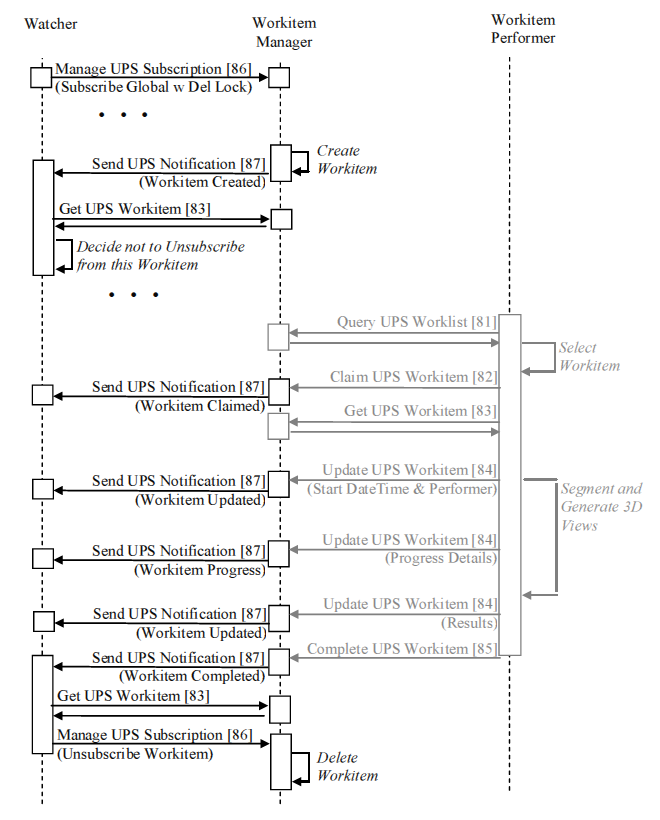 Watcher
Workitem
Manager
Workitem
Performer
Manage UPS Subscription [86]
(Subscribe Global w Del Lock)
• • •
Create
Workitem
Send UPS Notification [87]
(Workitem Created)
Get UPS Workitem [83]
Decide not to Unsubscribe
from this Workitem
• • •
Query UPS Worklist [81]
Select
Workitem
Claim UPS Workitem [82]
Send UPS Notification [87]
(Workitem Claimed)
Get UPS Workitem [83]
Update UPS Workitem [84]
(Start DateTime & Performer)
Send UPS Notification [87]
(Workitem Updated)
Segment and
Generate 3D
Views
Update UPS Workitem [84]
(Progress Details)
Send UPS Notification [87]
(Workitem Progress)
Update UPS Workitem [84]
(Results)
Send UPS Notification [87]
(Workitem Updated)
Complete UPS Workitem [85]
Send UPS Notification [87]
(Workitem Completed)
Get UPS Workitem [83]
Manage UPS Subscription [86]
(Unsubscribe Workitem)
Delete
Workitem